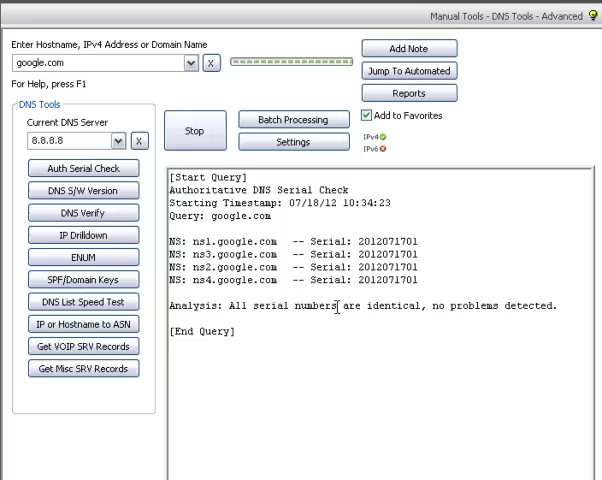 Manual Tools - DNS Tools - Advanced
Enter Hostname, IPv4 Address or Domain Name
google.com
X
For Help, press F1
Add Note
Jump To Automated
Reports
Add to Favorites
DNS Tools
Current DNS Server
8.8.8.8
X
Stop
Batch Processing
Settings
IPv4
IPv6
Auth Serial Check
DNS S/W Version
DNS Verify
IP Drilldown
ENUM
SPF/Domain Keys
DNS List Speed Test
IP or Hostname to ASN
Get VOIP SRV Records
Get Misc SRV Records
[Start Query]
Authoritative DNS Serial Check
Starting Timestamp: 07/18/12 10:34:23
Query: google.com
NS: ns1.google.com -- Serial: 2012071701
NS: ns3.google.com -- Serial: 2012071701
NS: ns2.google.com -- Serial: 2012071701
NS: ns4.google.com -- Serial: 2012071701
Analysis: All serial numbers are identical, no problems detected.
[End Query]